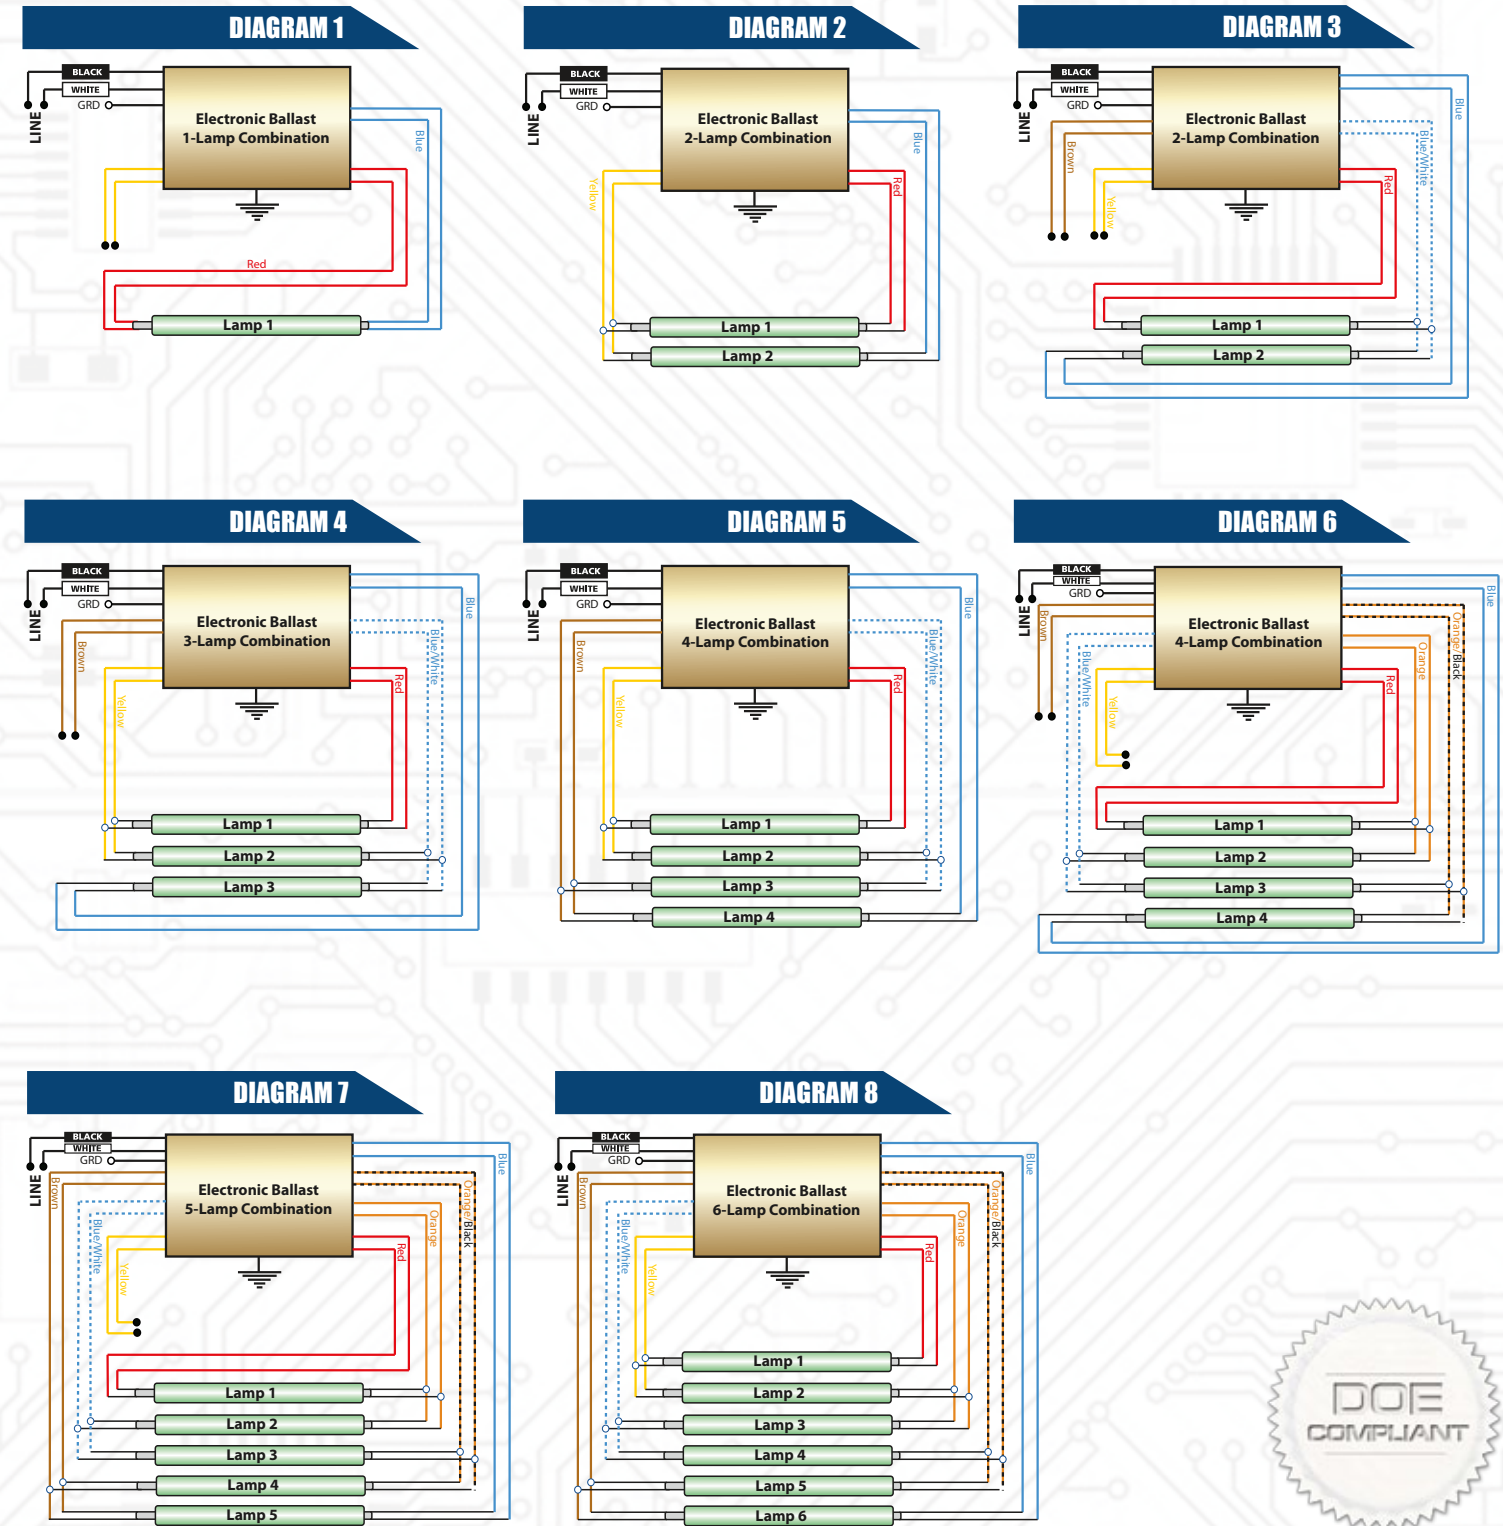 DIAGRAM 1
BLACK
WHITE
GRD
LINE
Electronic Ballast
1-Lamp Combination
Blue
Red
Lamp 1
DIAGRAM 2
BLACK
WHITE
GRD
LINE
Electronic Ballast
2-Lamp Combination
Blue
Red
Yellow
Lamp 1
Lamp 2
DIAGRAM 3
BLACK
WHITE
GRD
LINE
Electronic Ballast
2-Lamp Combination
Blue
Blue/White
Brown
Yellow
Red
Lamp 1
Lamp 2
DIAGRAM 4
BLACK
WHITE
GRD
LINE
Electronic Ballast
3-Lamp Combination
Blue
Blue/White
Brown
Yellow
Red
Lamp 1
Lamp 2
Lamp 3
DIAGRAM 5
BLACK
WHITE
GRD
LINE
Electronic Ballast
4-Lamp Combination
Blue
Blue/White
Brown
Yellow
Red
Lamp 1
Lamp 2
Lamp 3
Lamp 4
DIAGRAM 6
BLACK
WHITE
GRD
LINE
Electronic Ballast
4-Lamp Combination
Blue
Orange/Black
Orange
Brown
Blue/White
Yellow
Red
Lamp 1
Lamp 2
Lamp 3
Lamp 4
DIAGRAM 7
BLACK
WHITE
GRD
LINE
Electronic Ballast
5-Lamp Combination
Blue
Orange/Black
Orange
Brown
Blue/White
Yellow
Red
Lamp 1
Lamp 2
Lamp 3
Lamp 4
Lamp 5
DIAGRAM 8
BLACK
WHITE
GRD
LINE
Electronic Ballast
6-Lamp Combination
Blue
Orange/Black
Orange
Brown
Blue/White
Yellow
Red
Lamp 1
Lamp 2
Lamp 3
Lamp 4
Lamp 5
Lamp 6
DOE
COMPLIANT